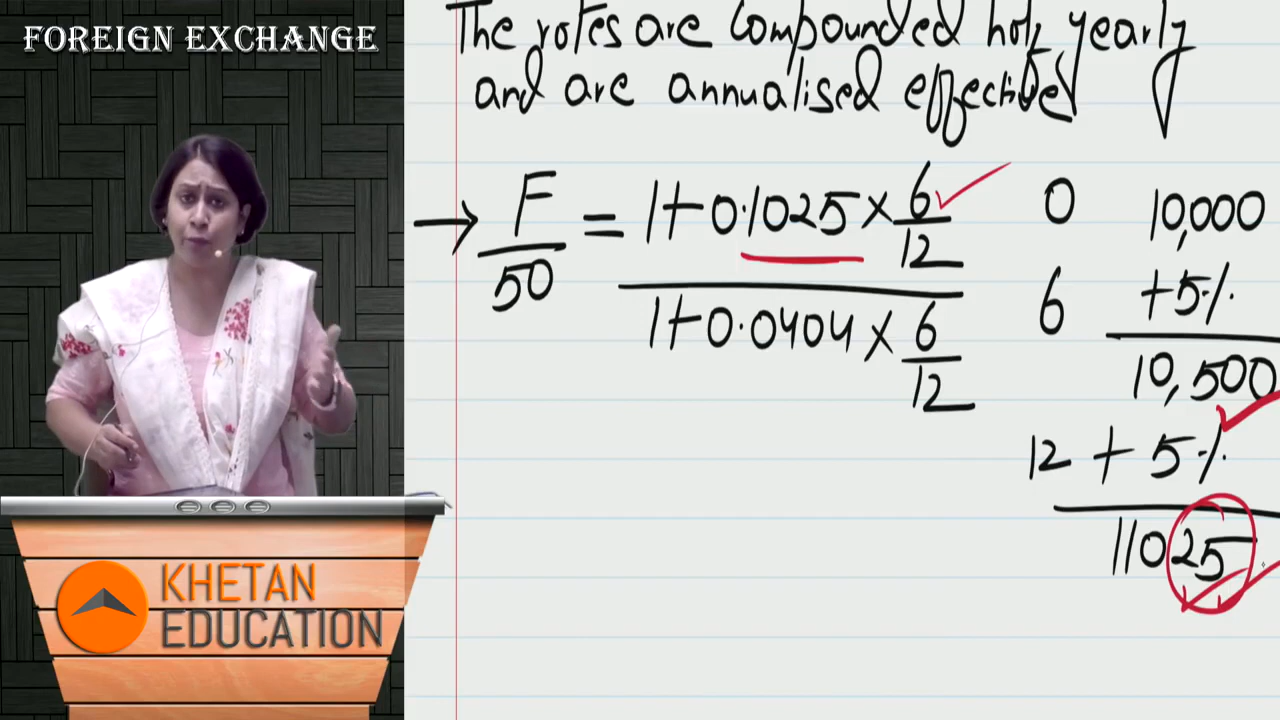 FOREIGN EXCHANGE
The rates are compounded half yearly
and are annualised effective
→ F/50 = 1+0.1025 × 6/12
1+0.0404 × 6/12
0 10,000
6 +5%
10,500
12 + 5%
11025
KHETAN
EDUCATION